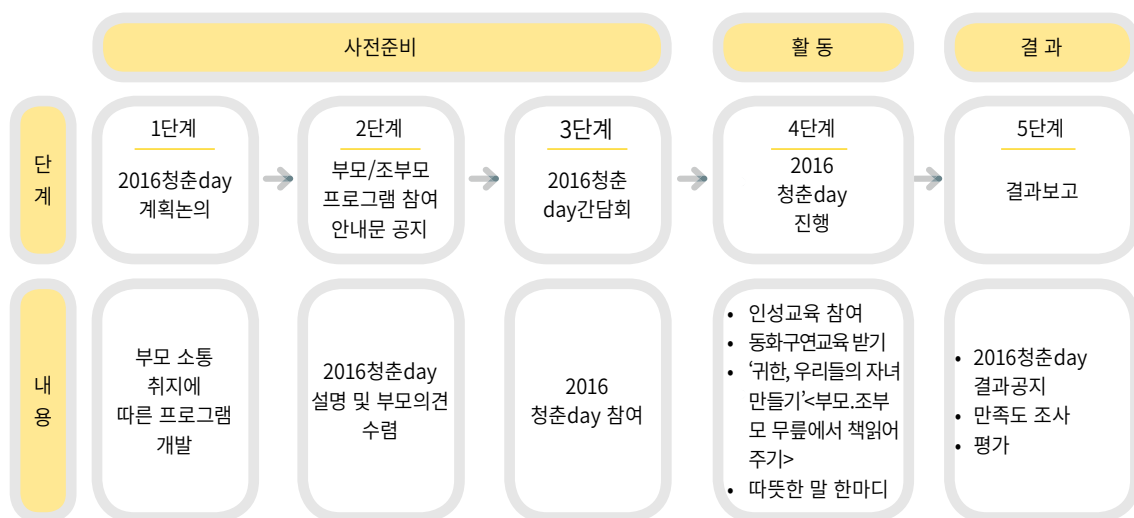 사전준비
활 동
결 과
단
계
1단계
2016청춘day
계획논의
2단계
부모/조부모
프로그램 참여
안내문 공지
3단계
2016청춘
day간담회
4단계
2016
청춘day
진행
5단계
결과보고
내
용
부모 소통
취지에
따른 프로그램
개발
2016청춘day
설명 및 부모의견
수렴
2016
청춘day 참여
• 인성교육 참여
• 동화구연교육 받기
• ‘귀한, 우리들의 자녀
만들기’<부모.조부
모 무릎에서 책읽어
주기>
• 따뜻한 말 한마디
• 2016청춘day
결과공지
• 만족도 조사
• 평가